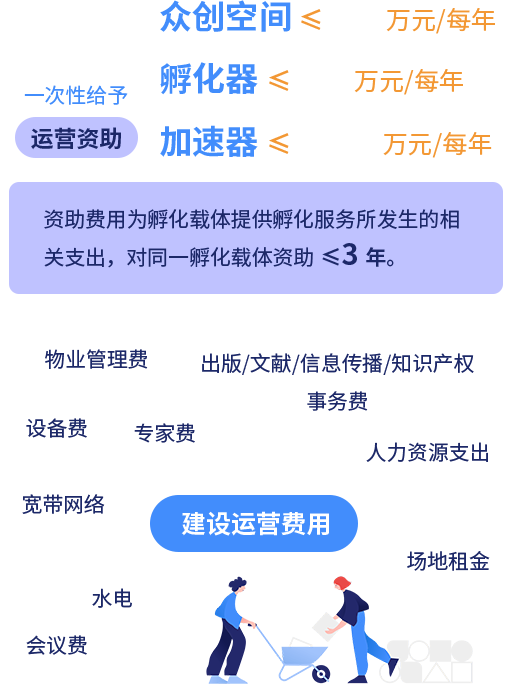 众创空间 ≤ 万元/每年
孵化器 ≤ 万元/每年
一次性给予
运营资助
加速器 ≤ 万元/每年
资助费用为孵化载体提供孵化服务所发生的相
关支出，对同一孵化载体资助 ≤3 年。
物业管理费
出版/文献/信息传播/知识产权
事务费
设备费
专家费
人力资源支出
宽带网络
建设运营费用
场地租金
水电
会议费